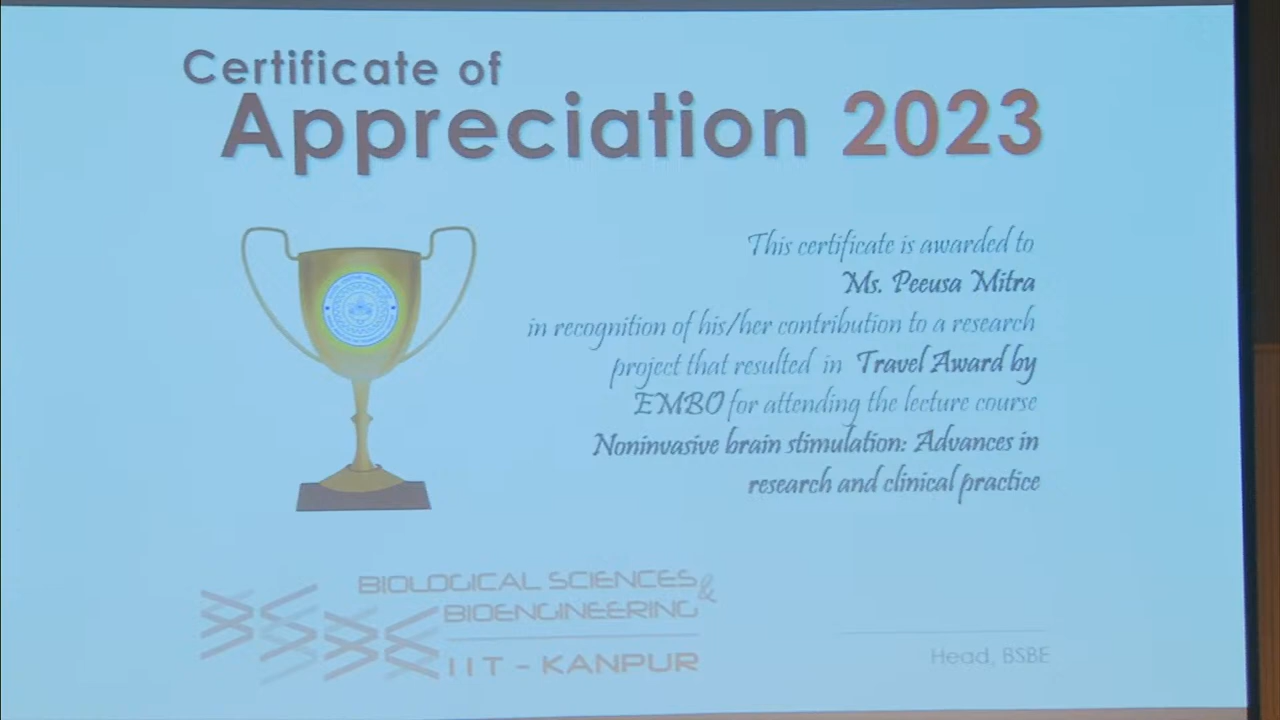 Certificate of
Appreciation 2023
This certificate is awarded to
Ms. Peeusa Mitra
in recognition of his/her contribution to a research
project that resulted in Travel Award by
EMBO for attending the lecture course
Noninvasive brain stimulation: Advances in
research and clinical practice
BIOLOGICAL SCIENCES &
BIOENGINEERING
IIT - KANPUR
Head, BSBE